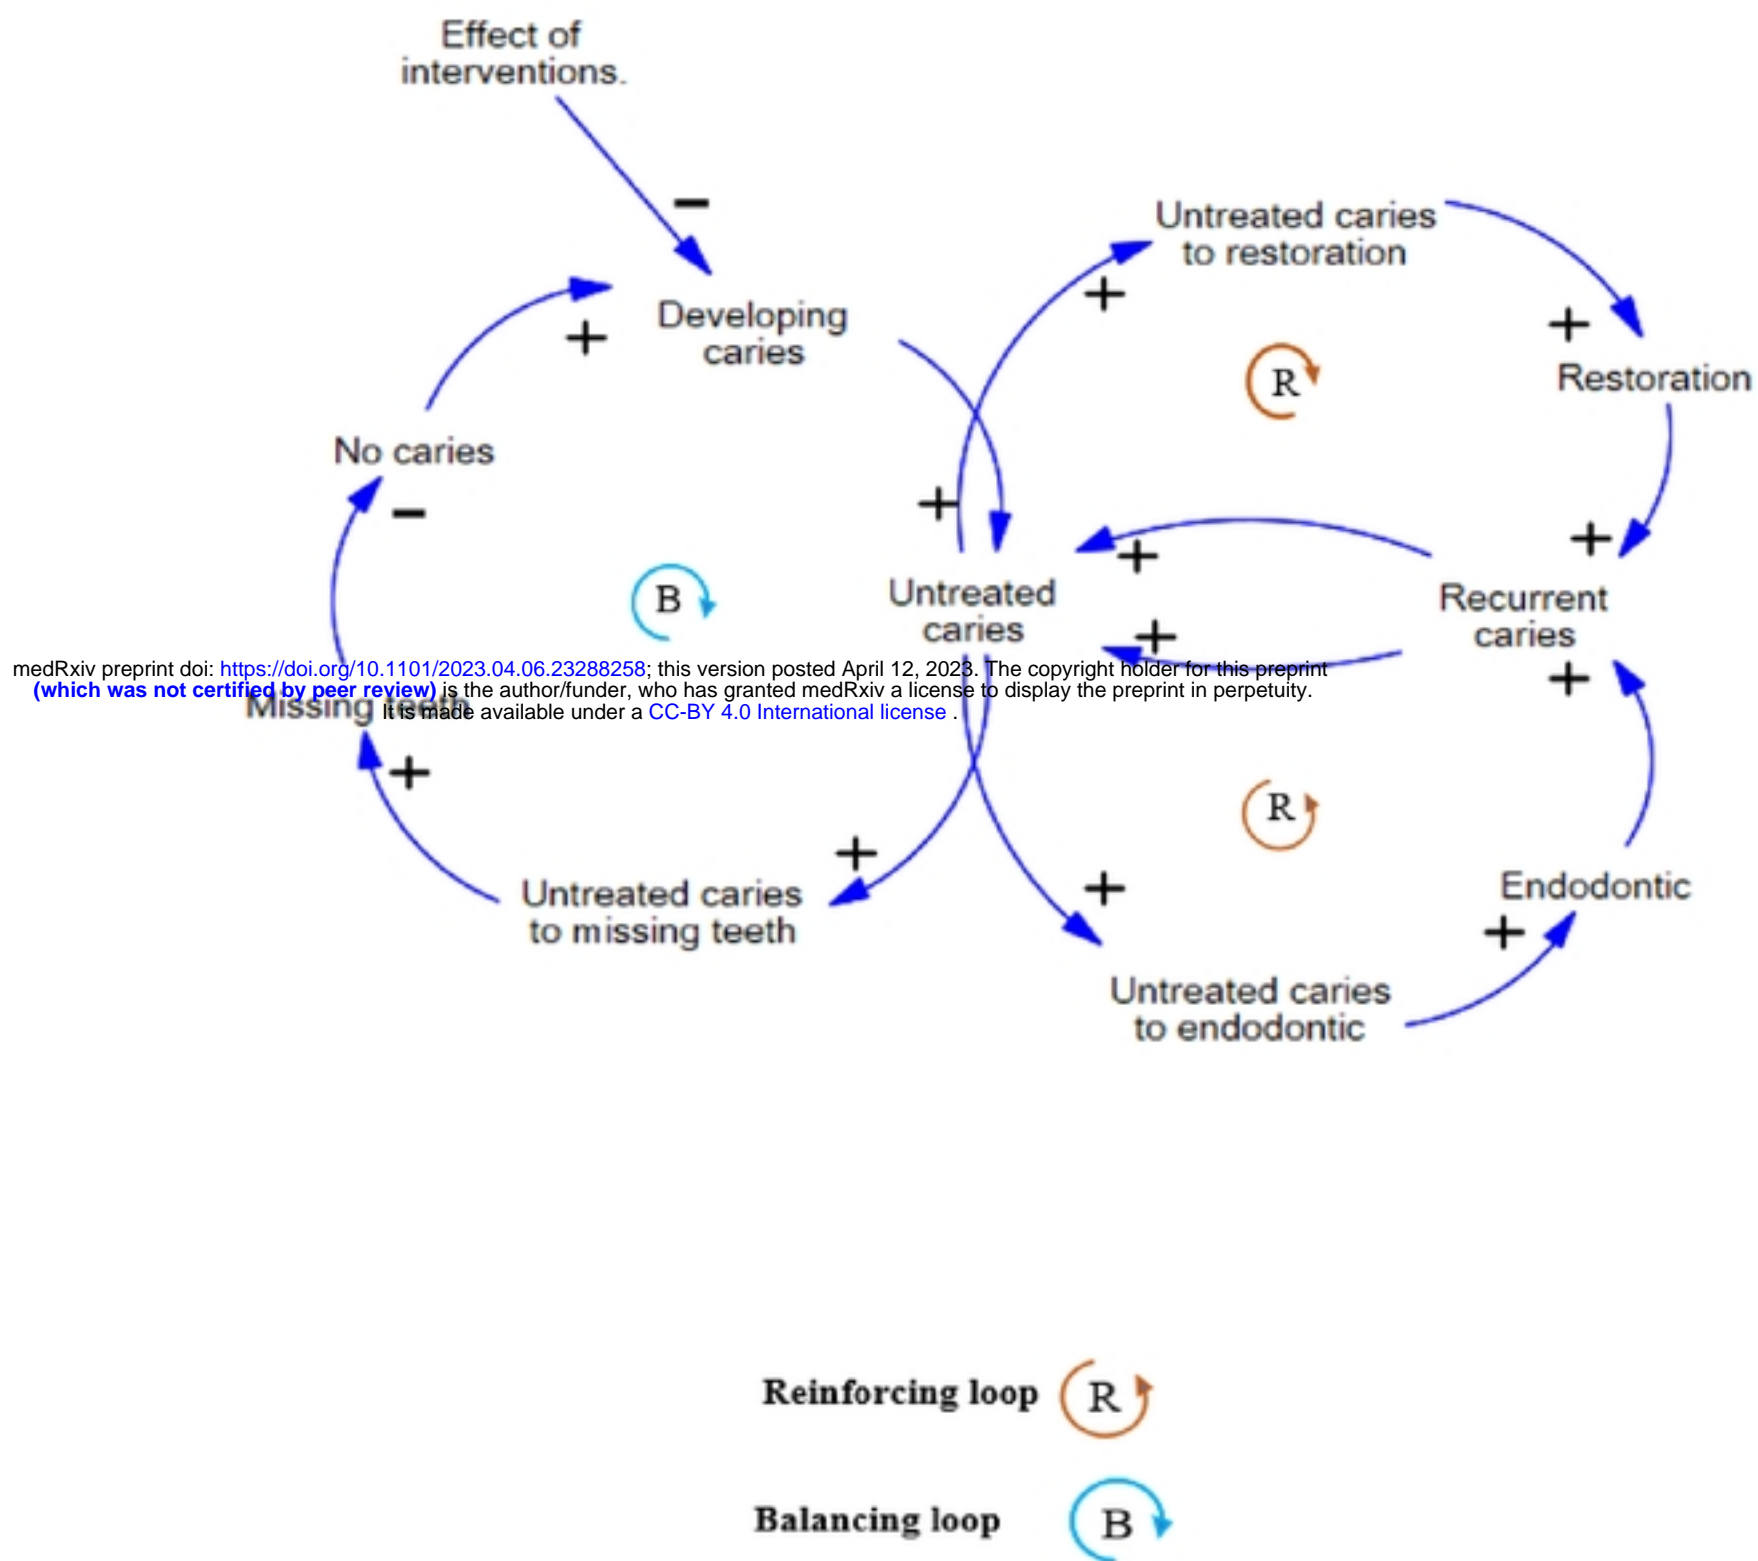 Effect of
interventions.
−
Untreated caries
to restoration
+
+
Developing
caries
+
R
Restoration
No caries
−
+
+
+
B
Untreated
caries
Recurrent
caries
+
+
medRxiv preprint doi: https://doi.org/10.1101/2023.04.06.23288258; this version posted April 12, 2023. The copyright holder for this preprint
(which was not certified by peer review) is the author/funder, who has granted medRxiv a license to display the preprint in perpetuity.
It is made available under a CC-BY 4.0 International license .
Missing teeth
+
R
+
+
Untreated caries
to missing teeth
Endodontic
+
Untreated caries
to endodontic
Reinforcing loop R
Balancing loop B